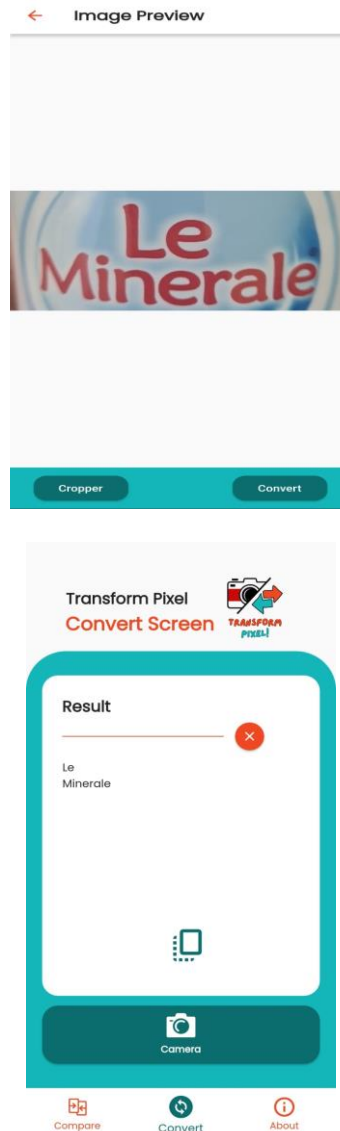 Image Preview
Le
Minerale
Cropper Convert
Transform Pixel
Convert Screen
TRANSFORM
PIXEL!
Result
Le
Minerale
Camera
Compare Convert About